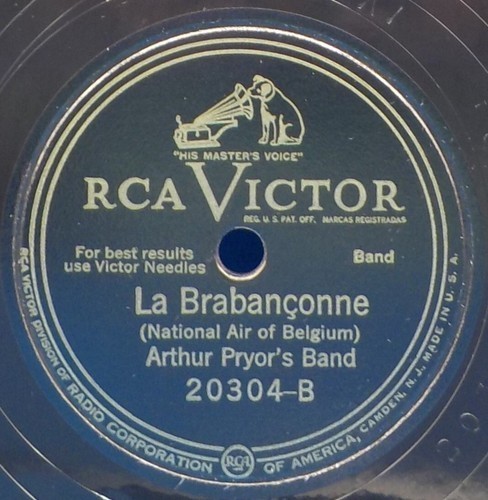 "HIS MASTER'S VOICE"
RCA VICTOR
REG. U. S. PAT. OFF. MARCAS REGISTRADAS
For best results
use Victor Needles
Band
La Brabançonne
(National Air of Belgium)
Arthur Pryor's Band
20304-B
RCA VICTOR DIVISION OF RADIO CORPORATION RCA OF AMERICA, CAMDEN, N. J. MADE IN U. S. A.